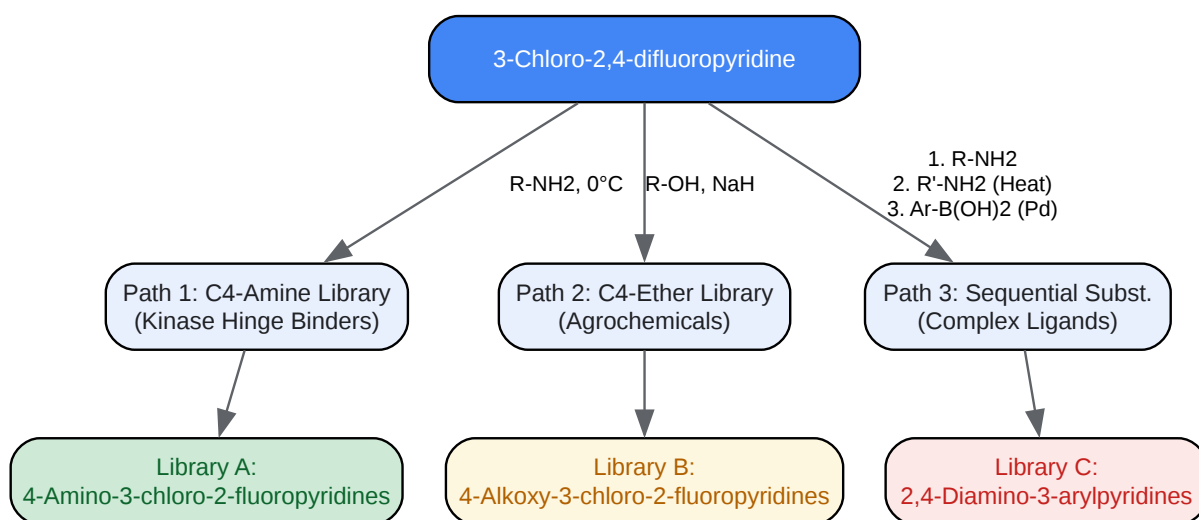 3-Chloro-2,4-difluoropyridine
R-NH2, 0°C
R-OH, NaH
1. R-NH2
2. R'-NH2 (Heat)
3. Ar-B(OH)2 (Pd)
Path 1: C4-Amine Library
(Kinase Hinge Binders)
Path 2: C4-Ether Library
(Agrochemicals)
Path 3: Sequential Subst.
(Complex Ligands)
Library A:
4-Amino-3-chloro-2-fluoropyridines
Library B:
4-Alkoxy-3-chloro-2-fluoropyridines
Library C:
2,4-Diamino-3-arylpyridines